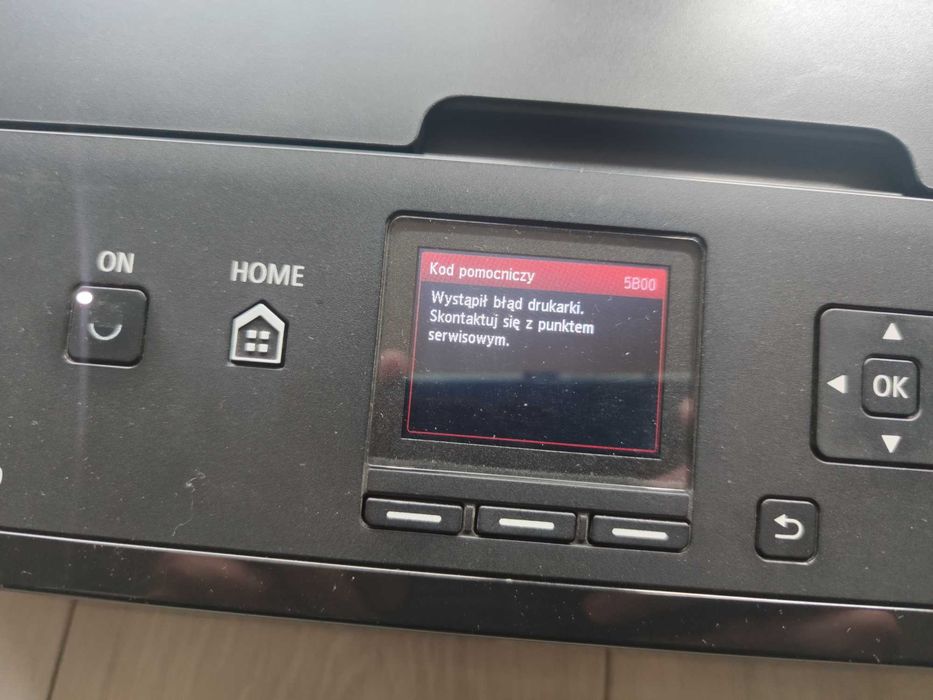 ON
HOME
Kod pomocniczy 5B00
Wystąpił błąd drukarki.
Skontaktuj się z punktem
serwisowym.
OK